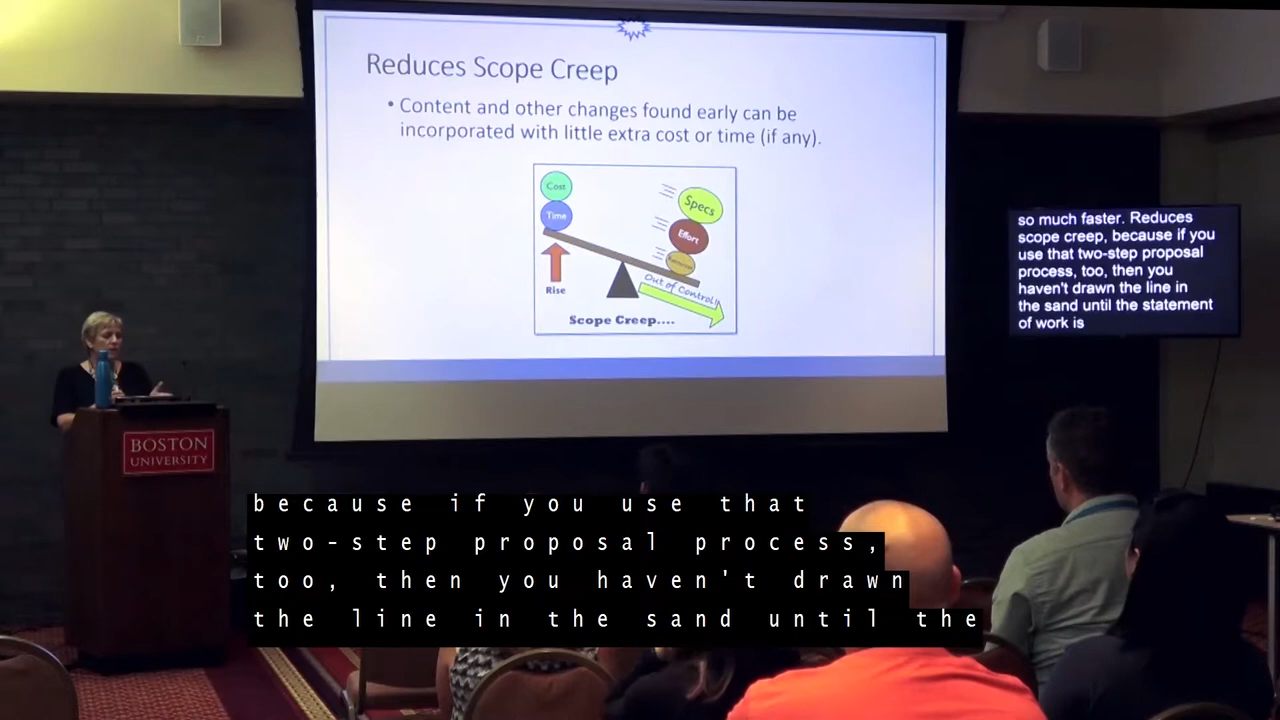 Reduces Scope Creep
• Content and other changes found early can be
incorporated with little extra cost or time (if any).
Cost
Time
Specs
Effort
Rise
Out of Control!
Scope Creep....
so much faster. Reduces
scope creep, because if you
use that two-step proposal
process, too, then you
haven't drawn the line in
the sand until the statement
of work is
BOSTON
UNIVERSITY
because if you use that
two-step proposal process,
too, then you haven't drawn
the line in the sand until the